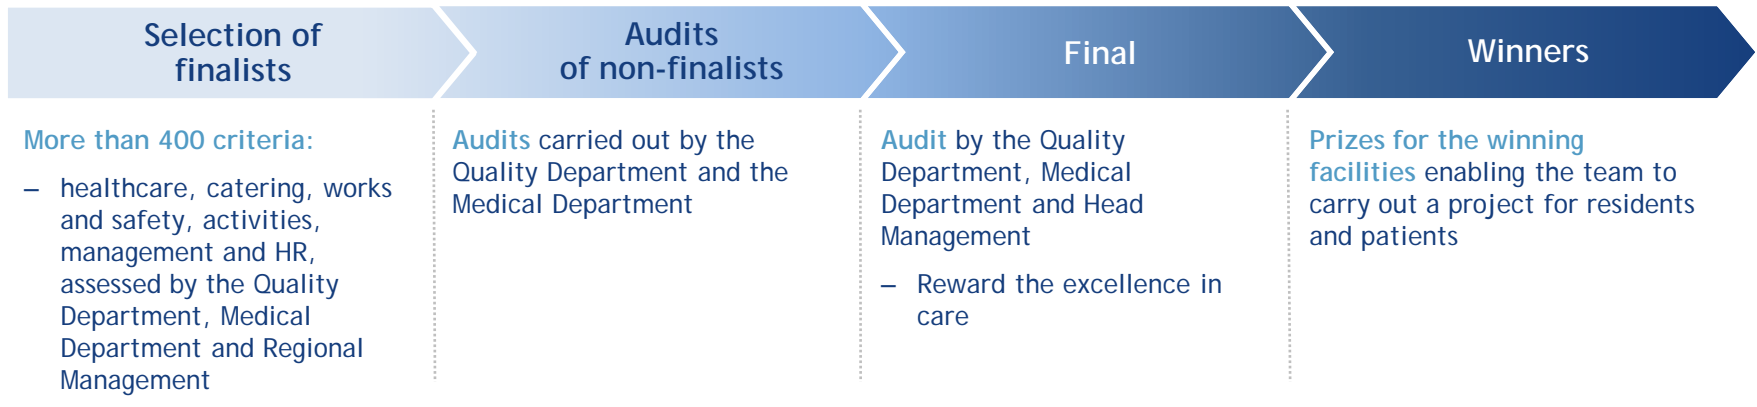 Selection of
finalists
Audits
of non-finalists
Final
Winners
More than 400 criteria:
– healthcare, catering, works
and safety, activities,
management and HR,
assessed by the Quality
Department, Medical
Department and Regional
Management
Audits carried out by the
Quality Department and the
Medical Department
Audit by the Quality
Department, Medical
Department and Head
Management
– Reward the excellence in
care
Prizes for the winning
facilities enabling the team to
carry out a project for residents
and patients